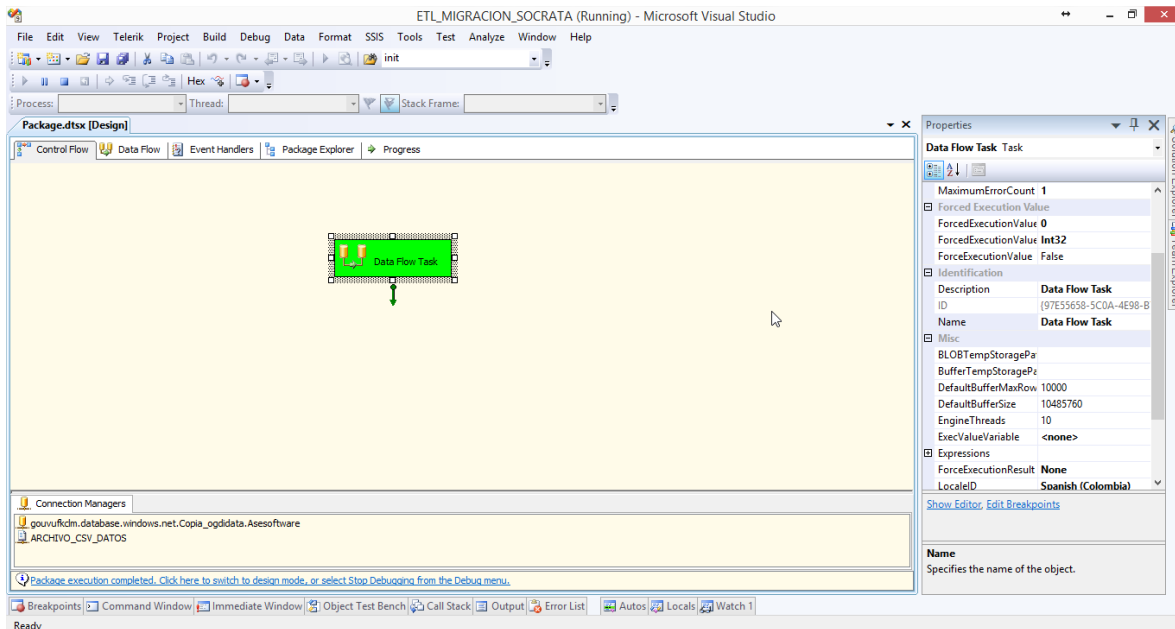 ETL_MIGRACION_SOCRATA (Running) - Microsoft Visual Studio
File Edit View Telerik Project Build Debug Data Format SSIS Tools Test Analyze Window Help
init
Hex
Process: Thread: Stack Frame:
Package.dtsx [Design]
Control Flow Data Flow Event Handlers Package Explorer Progress
Data Flow Task
Connection Managers
gouvufkclm.database.windows.net.Copia_ogdidata.Asesoftware
ARCHIVO_CSV_DATOS
Package execution completed. Click here to switch to design mode, or select Stop Debugging from the Debug menu.
Properties
Data Flow Task Task
MaximumErrorCount 1
Forced Execution Value
ForcedExecutionValue 0
ForcedExecutionValue Int32
ForceExecutionValue False
Identification
Description Data Flow Task
ID {97E55658-5C0A-4E98-B
Name Data Flow Task
Misc
BLOBTempStoragePa
BufferTempStoragePa
DefaultBufferMaxRow 10000
DefaultBufferSize 10485760
EngineThreads 10
ExecValueVariable <none>
Expressions
ForceExecutionResult None
LocaleID Spanish (Colombia)
Show Editor, Edit Breakpoints
Name
Specifies the name of the object.
Solution Explorer
Team Explorer
Breakpoints Command Window Immediate Window Object Test Bench Call Stack Output Error List Autos Locals Watch 1
Ready